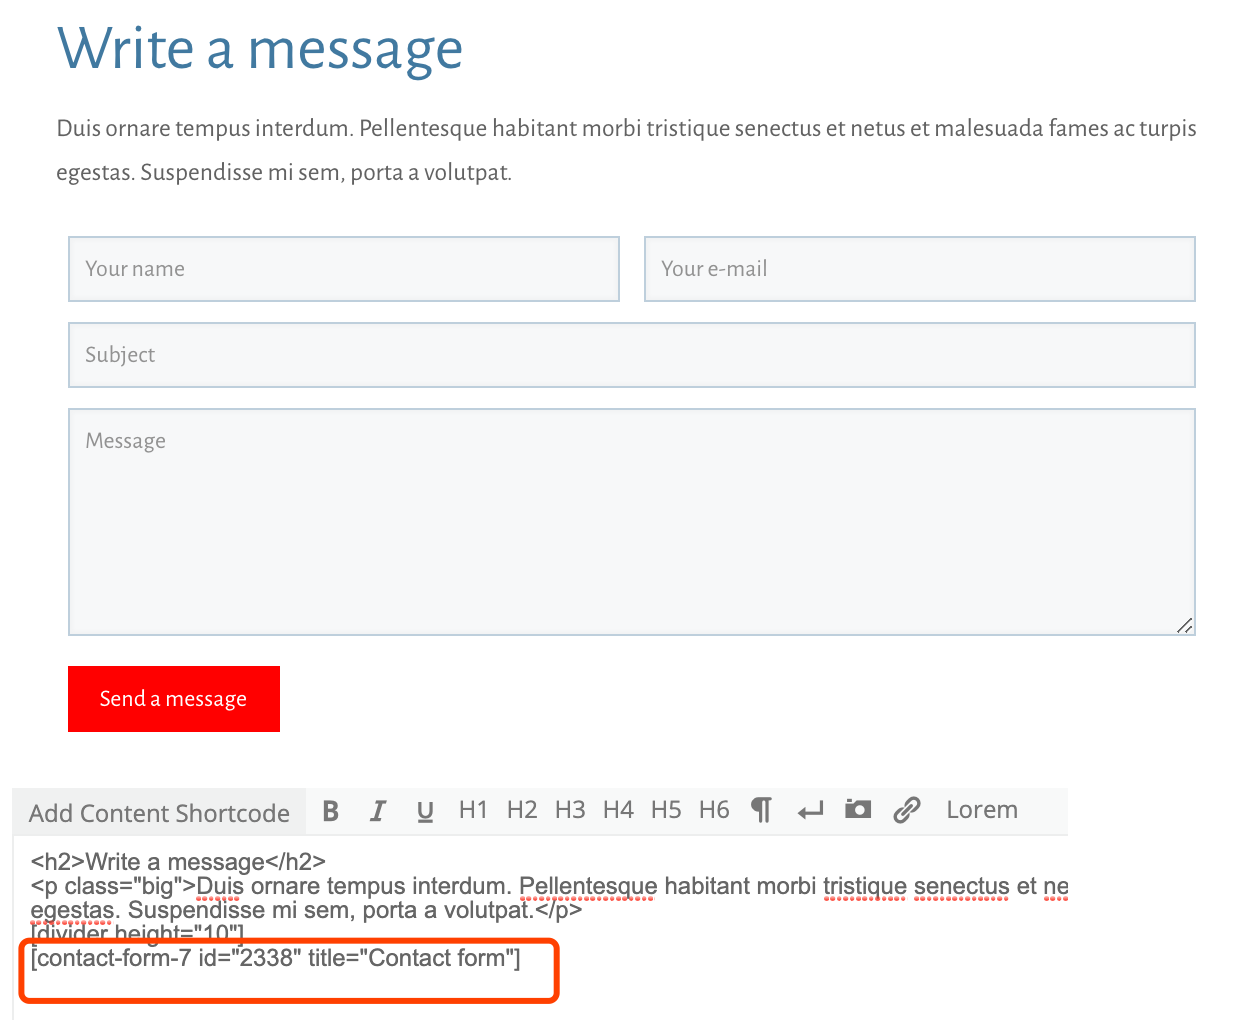 Write a message
Duis ornare tempus interdum. Pellentesque habitant morbi tristique senectus et netus et malesuada fames ac turpis
egestas. Suspendisse mi sem, porta a volutpat.
Your name
Your e-mail
Subject
Message
Send a message
Add Content Shortcode B I U H1 H2 H3 H4 H5 H6 ¶ Lorem
<h2>Write a message</h2>
<p class="big">Duis ornare tempus interdum. Pellentesque habitant morbi tristique senectus et ne
egestas. Suspendisse mi sem, porta a volutpat.</p>
[divider height="10"]
[contact-form-7 id="2338" title="Contact form"]